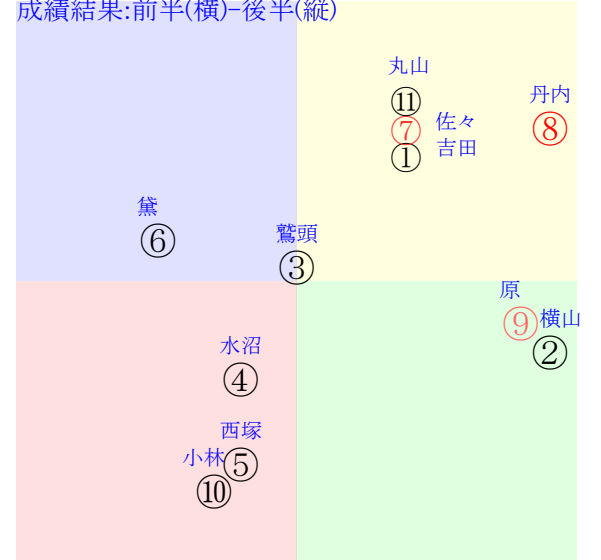 成績結果:前半(横)-後半(縦)
丸山
⑪
丹内
⑧
佐々
⑦
吉田
①
黛
⑥
鷲頭
③
原
⑨
横山
②
水沼
④
西塚
⑤
小林
⑩